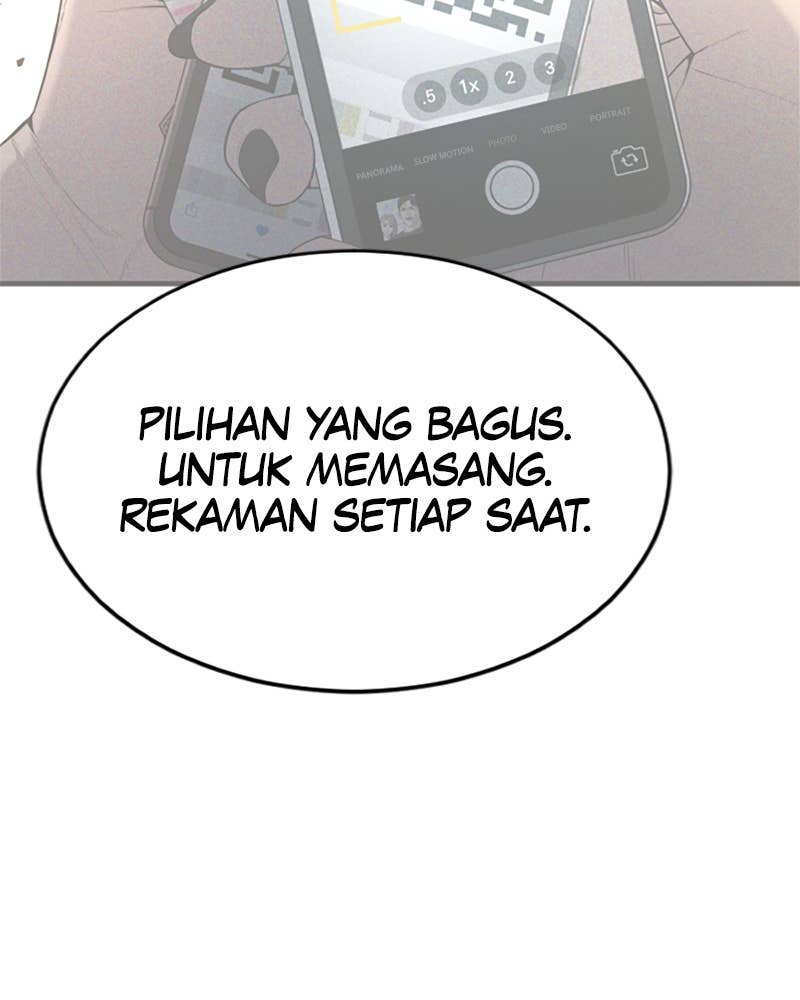 .5 1x 2 3
PANORAMA SLOW MOTION PHOTO VIDEO PORTRAIT
PILIHAN YANG BAGUS.
UNTUK MEMASANG.
REKAMAN SETIAP SAAT.